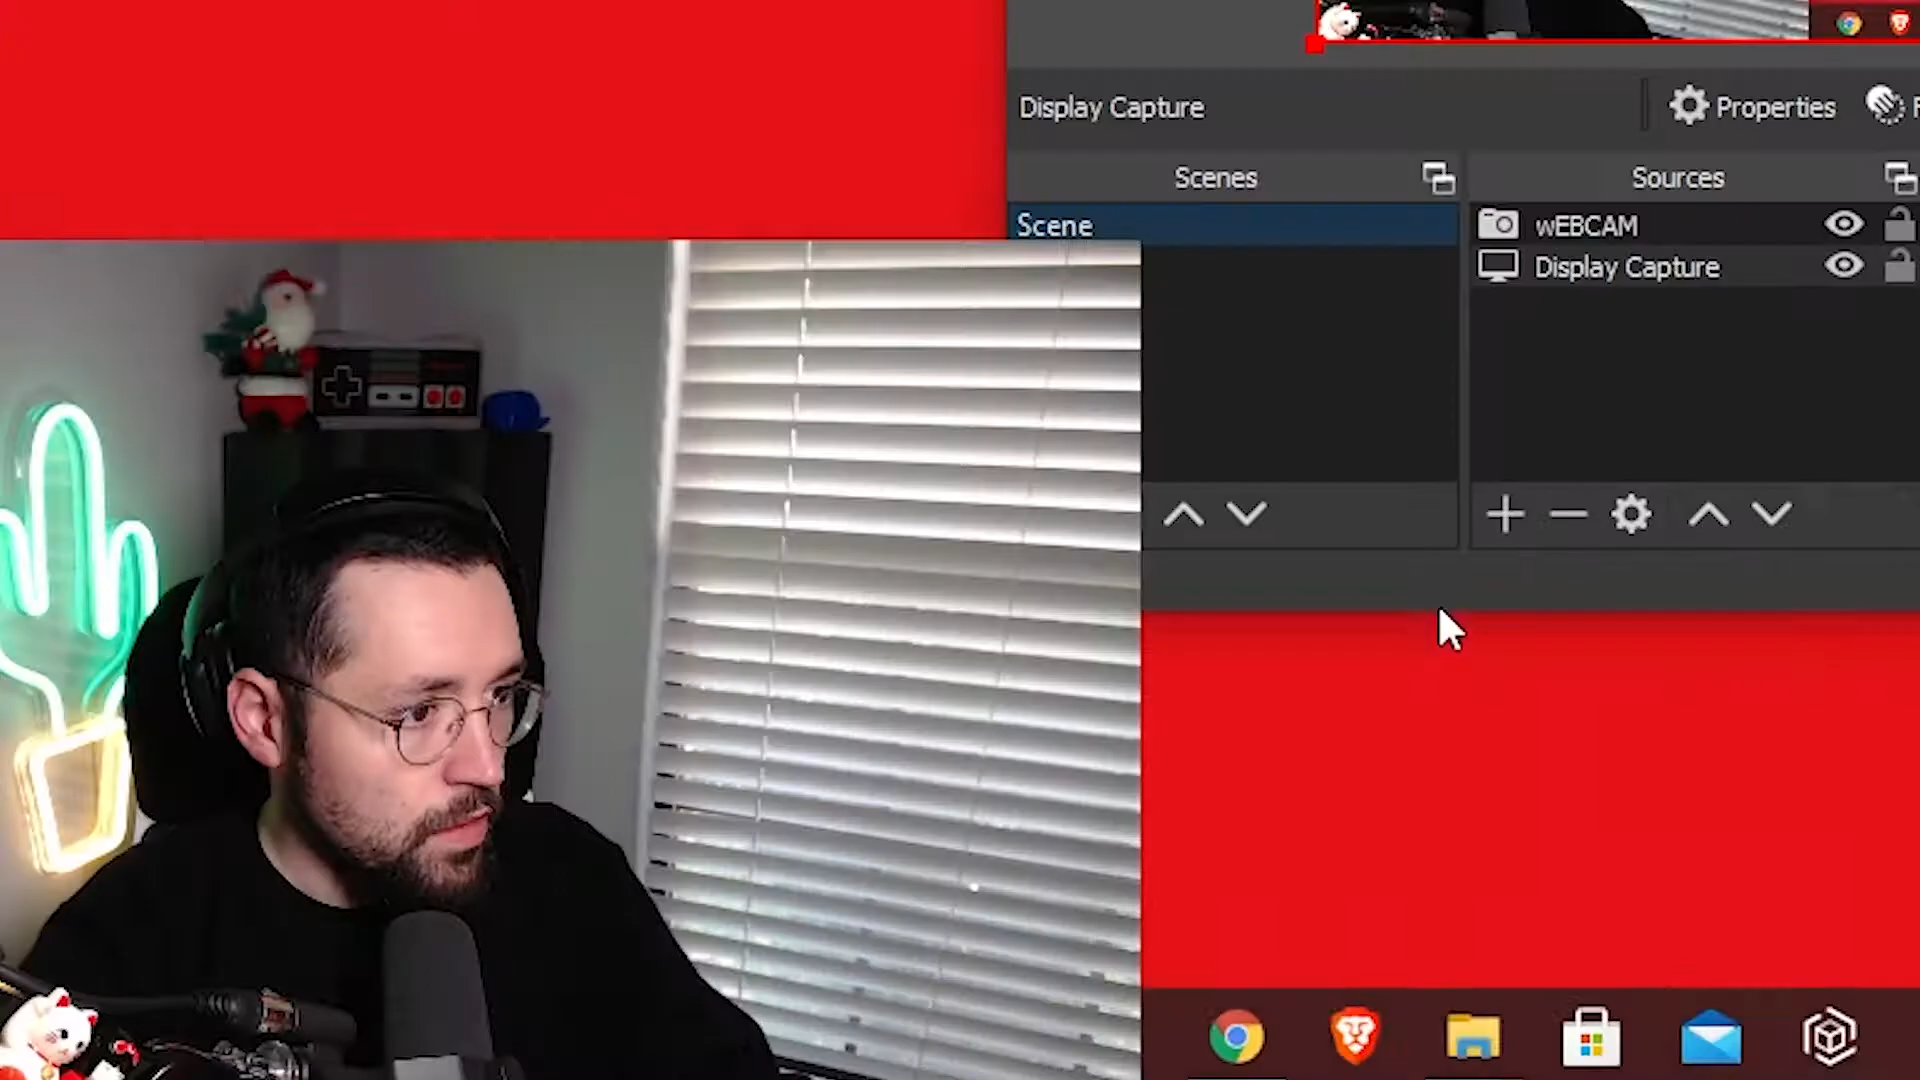 Display Capture
Properties
F
Scenes
Sources
Scene
wEBCAM
Display Capture